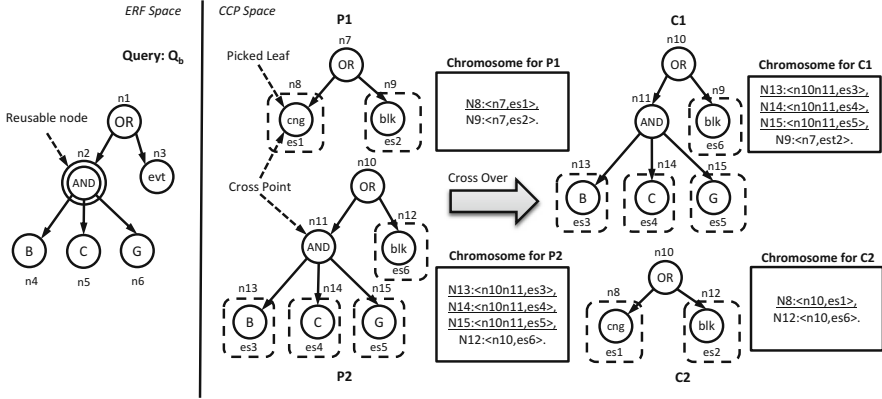 ERF Space
CCP Space
Query: Qb
n1
OR
Reusable node
n2
AND
n3
evt
B
C
G
n4
n5
n6
P1
n7
OR
Picked Leaf
n8
cng
es1
n9
blk
es2
Chromosome for P1
N8:<n7,es1>,
N9:<n7,es2>.
Cross Point
n10
OR
n11
AND
n12
blk
es6
n13
B
es3
n14
C
es4
n15
G
es5
P2
Chromosome for P2
N13:<n10n11,es3>,
N14:<n10n11,es4>,
N15:<n10n11,es5>,
N12:<n10,es6>.
Cross Over
C1
n10
OR
n11
AND
n9
blk
es6
n13
B
es3
n14
C
es4
n15
G
es5
Chromosome for C1
N13:<n10n11,es3>,
N14:<n10n11,es4>,
N15:<n10n11,es5>,
N9:<n7,est2>.
n10
OR
n8
cng
es1
n12
blk
es2
C2
Chromosome for C2
N8:<n10,es1>,
N12:<n10,es6>.